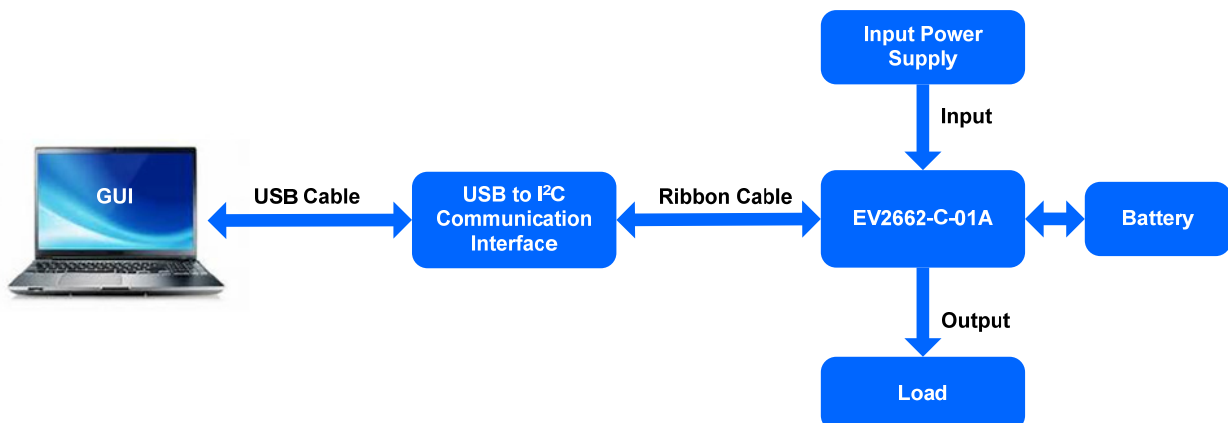 Input Power
Supply
Input
GUI
USB Cable
USB to I²C
Communication
Interface
Ribbon Cable
EV2662-C-01A
Battery
Output
Load